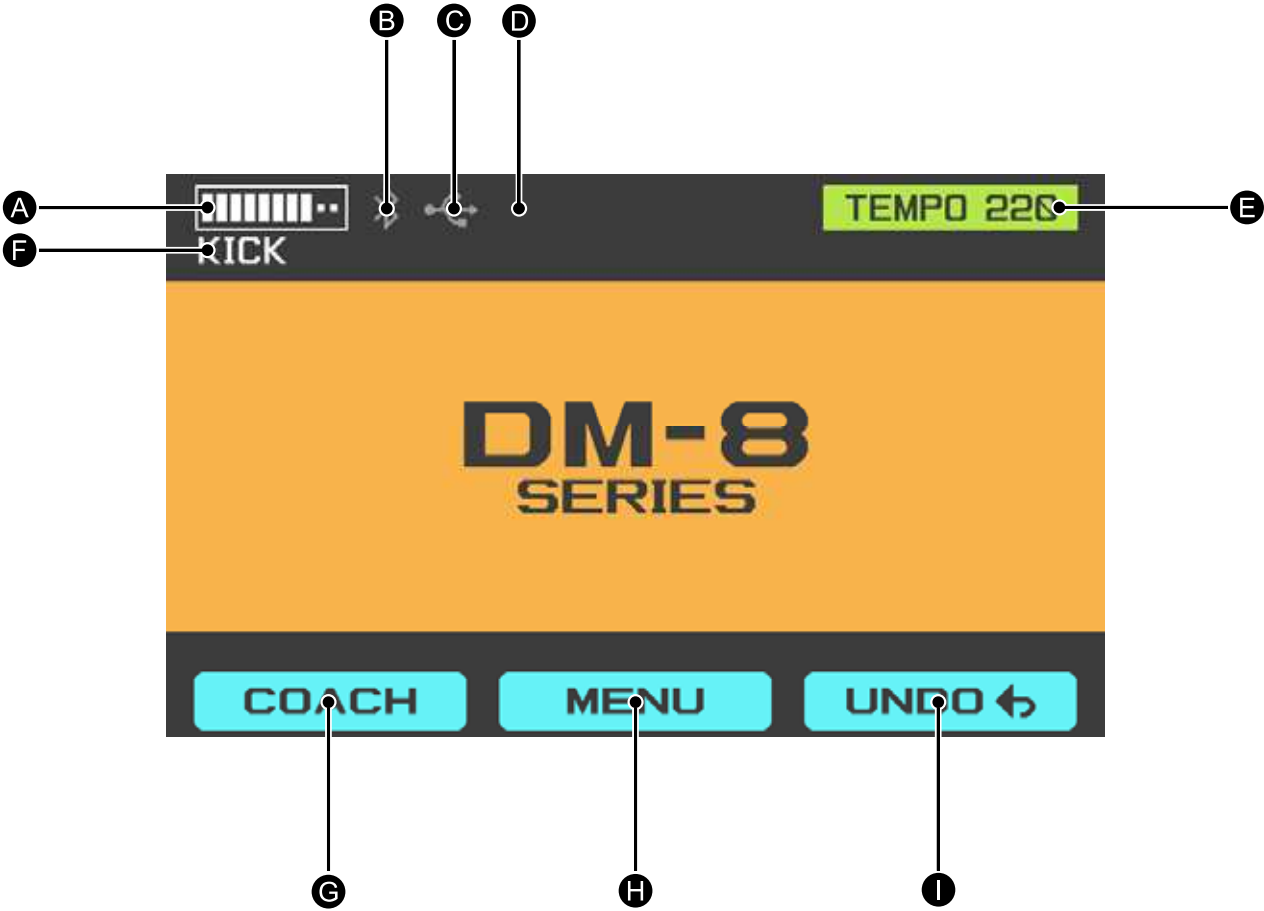 B C D
A TEMPO 220 E
F KICK
DM-8
SERIES
COACH MENU UNDO
G H I